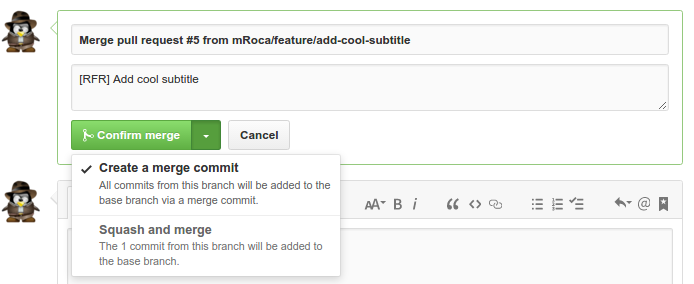 Merge pull request #5 from mRoca/feature/add-cool-subtitle
[RFR] Add cool subtitle
Confirm merge
Cancel
Create a merge commit
All commits from this branch will be added to the
base branch via a merge commit.
Squash and merge
The 1 commit from this branch will be added to
the base branch.
AA B i